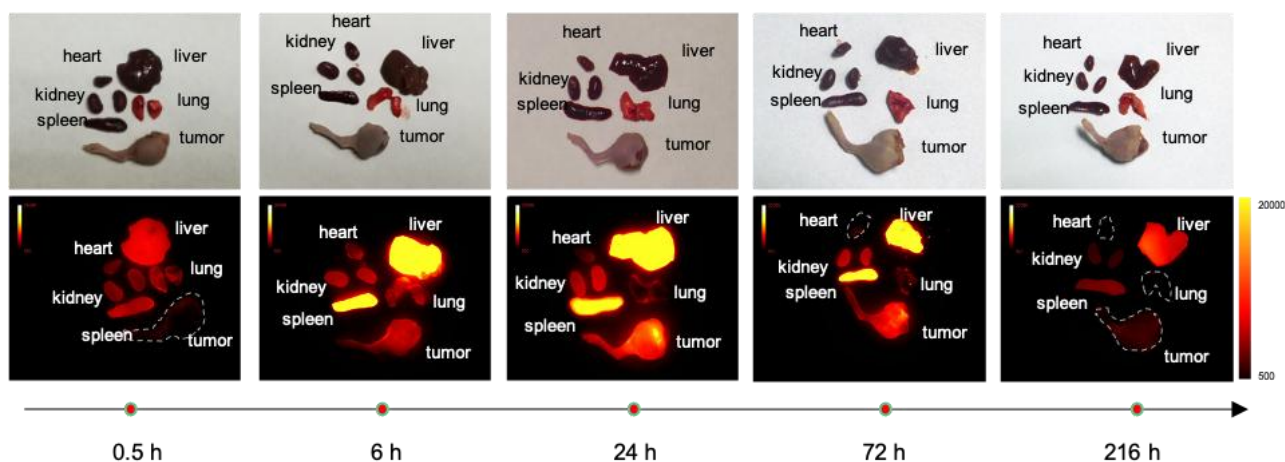 heart
liver
kidney
lung
spleen
tumor
heart
kidney
liver
spleen
lung
tumor
heart
liver
kidney
spleen
lung
tumor
heart
liver
kidney
spleen
lung
tumor
heart
liver
kidney
spleen
lung
tumor
liver
heart
lung
kidney
spleen
tumor
heart
liver
kidney
lung
spleen
tumor
liver
heart
kidney
lung
spleen
tumor
heart
liver
kidney
lung
spleen
tumor
heart
liver
kidney
lung
spleen
tumor
20000
500
0.5 h
6 h
24 h
72 h
216 h